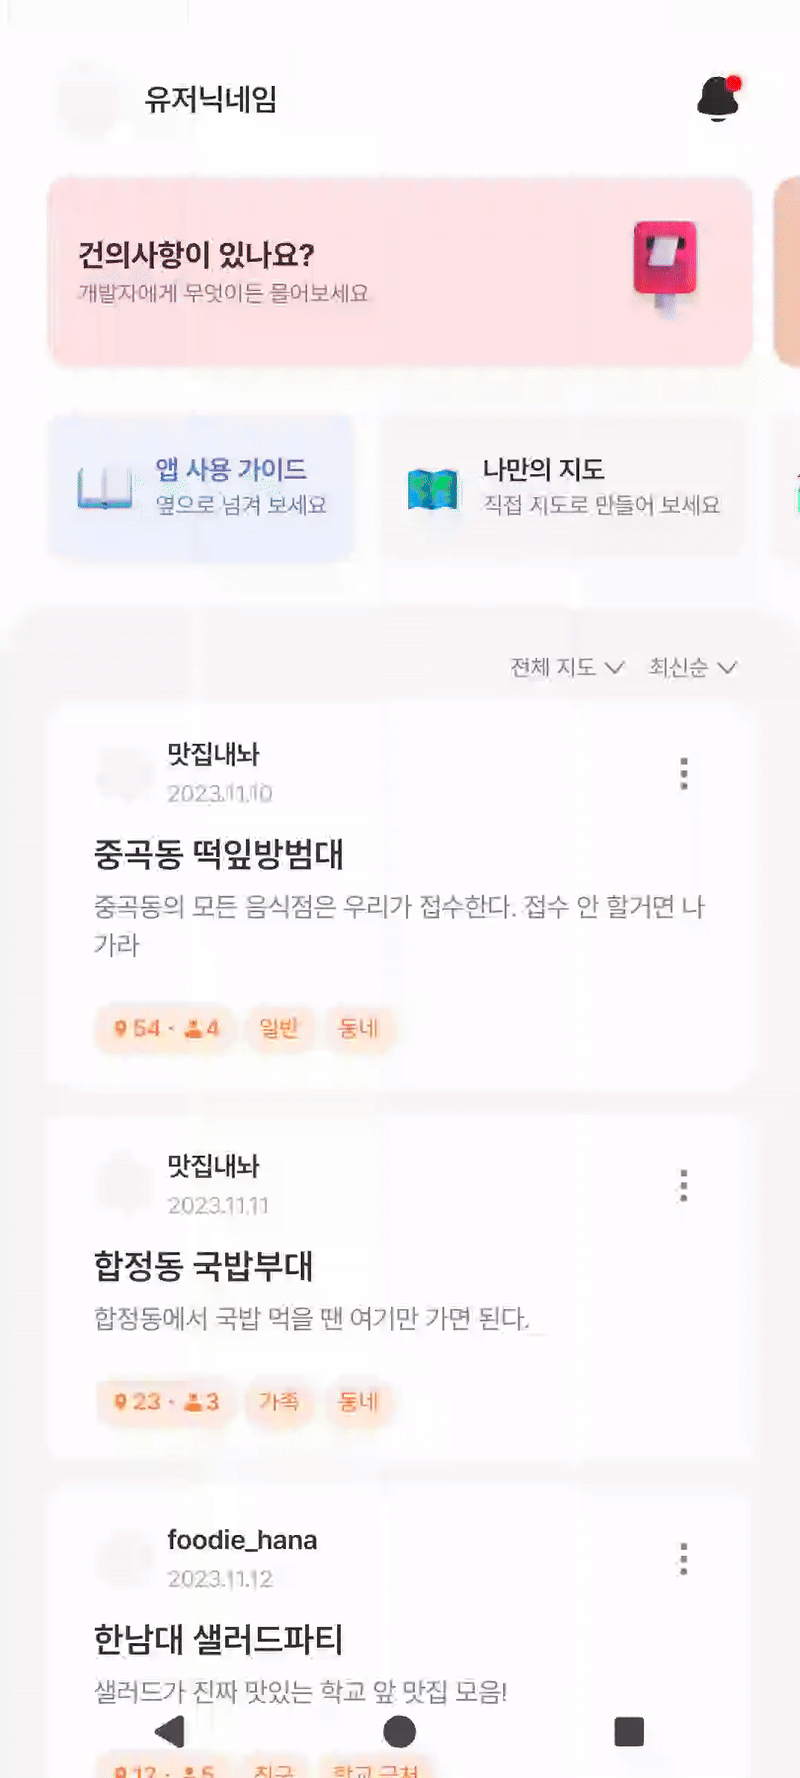 유저닉네임
건의사항이 있나요?
개발자에게 무엇이든 물어보세요
앱 사용 가이드
옆으로 넘겨 보세요
나만의 지도
직접 지도로 만들어 보세요
전체 지도
최신순
맛집내놔
2023.11.10
중곡동 떡잎방범대
중곡동의 모든 음식점은 우리가 접수한다. 접수 안 할거면 나
가라
54 · 4
일반
동네
맛집내놔
2023.11.11
합정동 국밥부대
합정동에서 국밥 먹을 땐 여기만 가면 된다.
23 · 3
가족
동네
foodie_hana
2023.11.12
한남대 샐러드파티
샐러드가 진짜 맛있는 학교 앞 맛집 모음!
12 · 5
친구
학교 근처